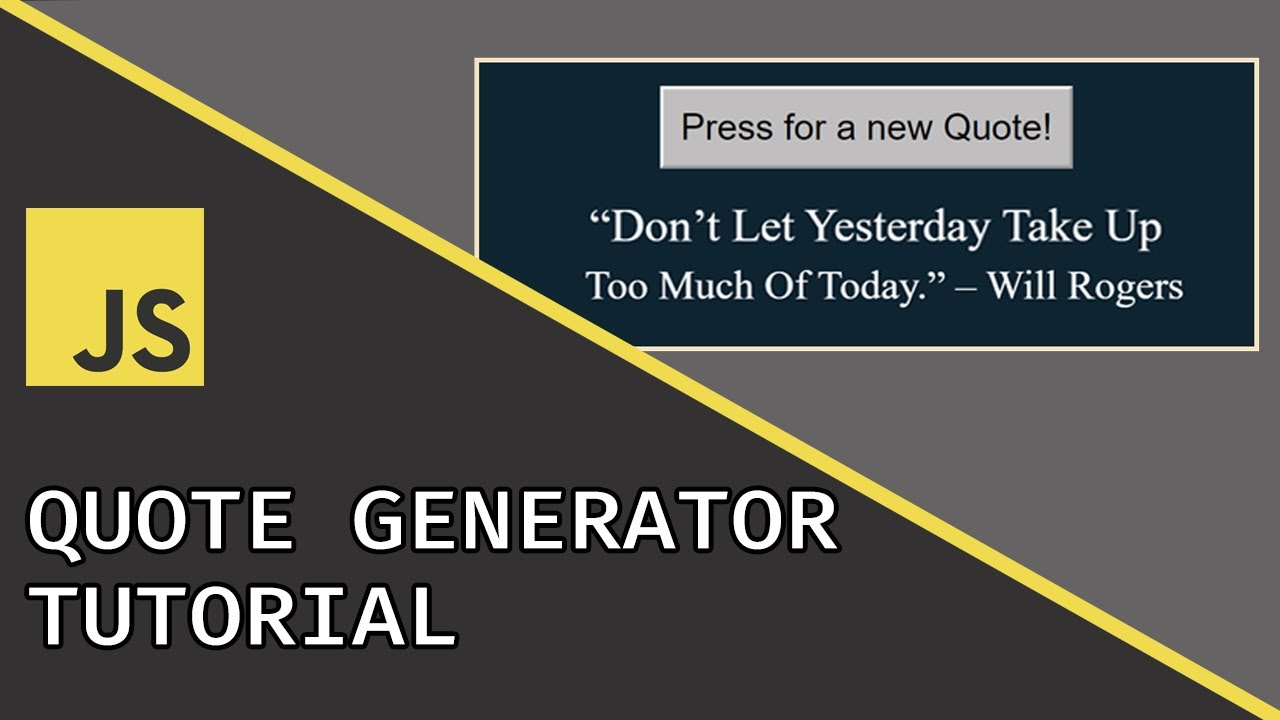 Press for a new Quote!
“Don’t Let Yesterday Take Up
Too Much Of Today.” – Will Rogers
JS
QUOTE GENERATOR
TUTORIAL